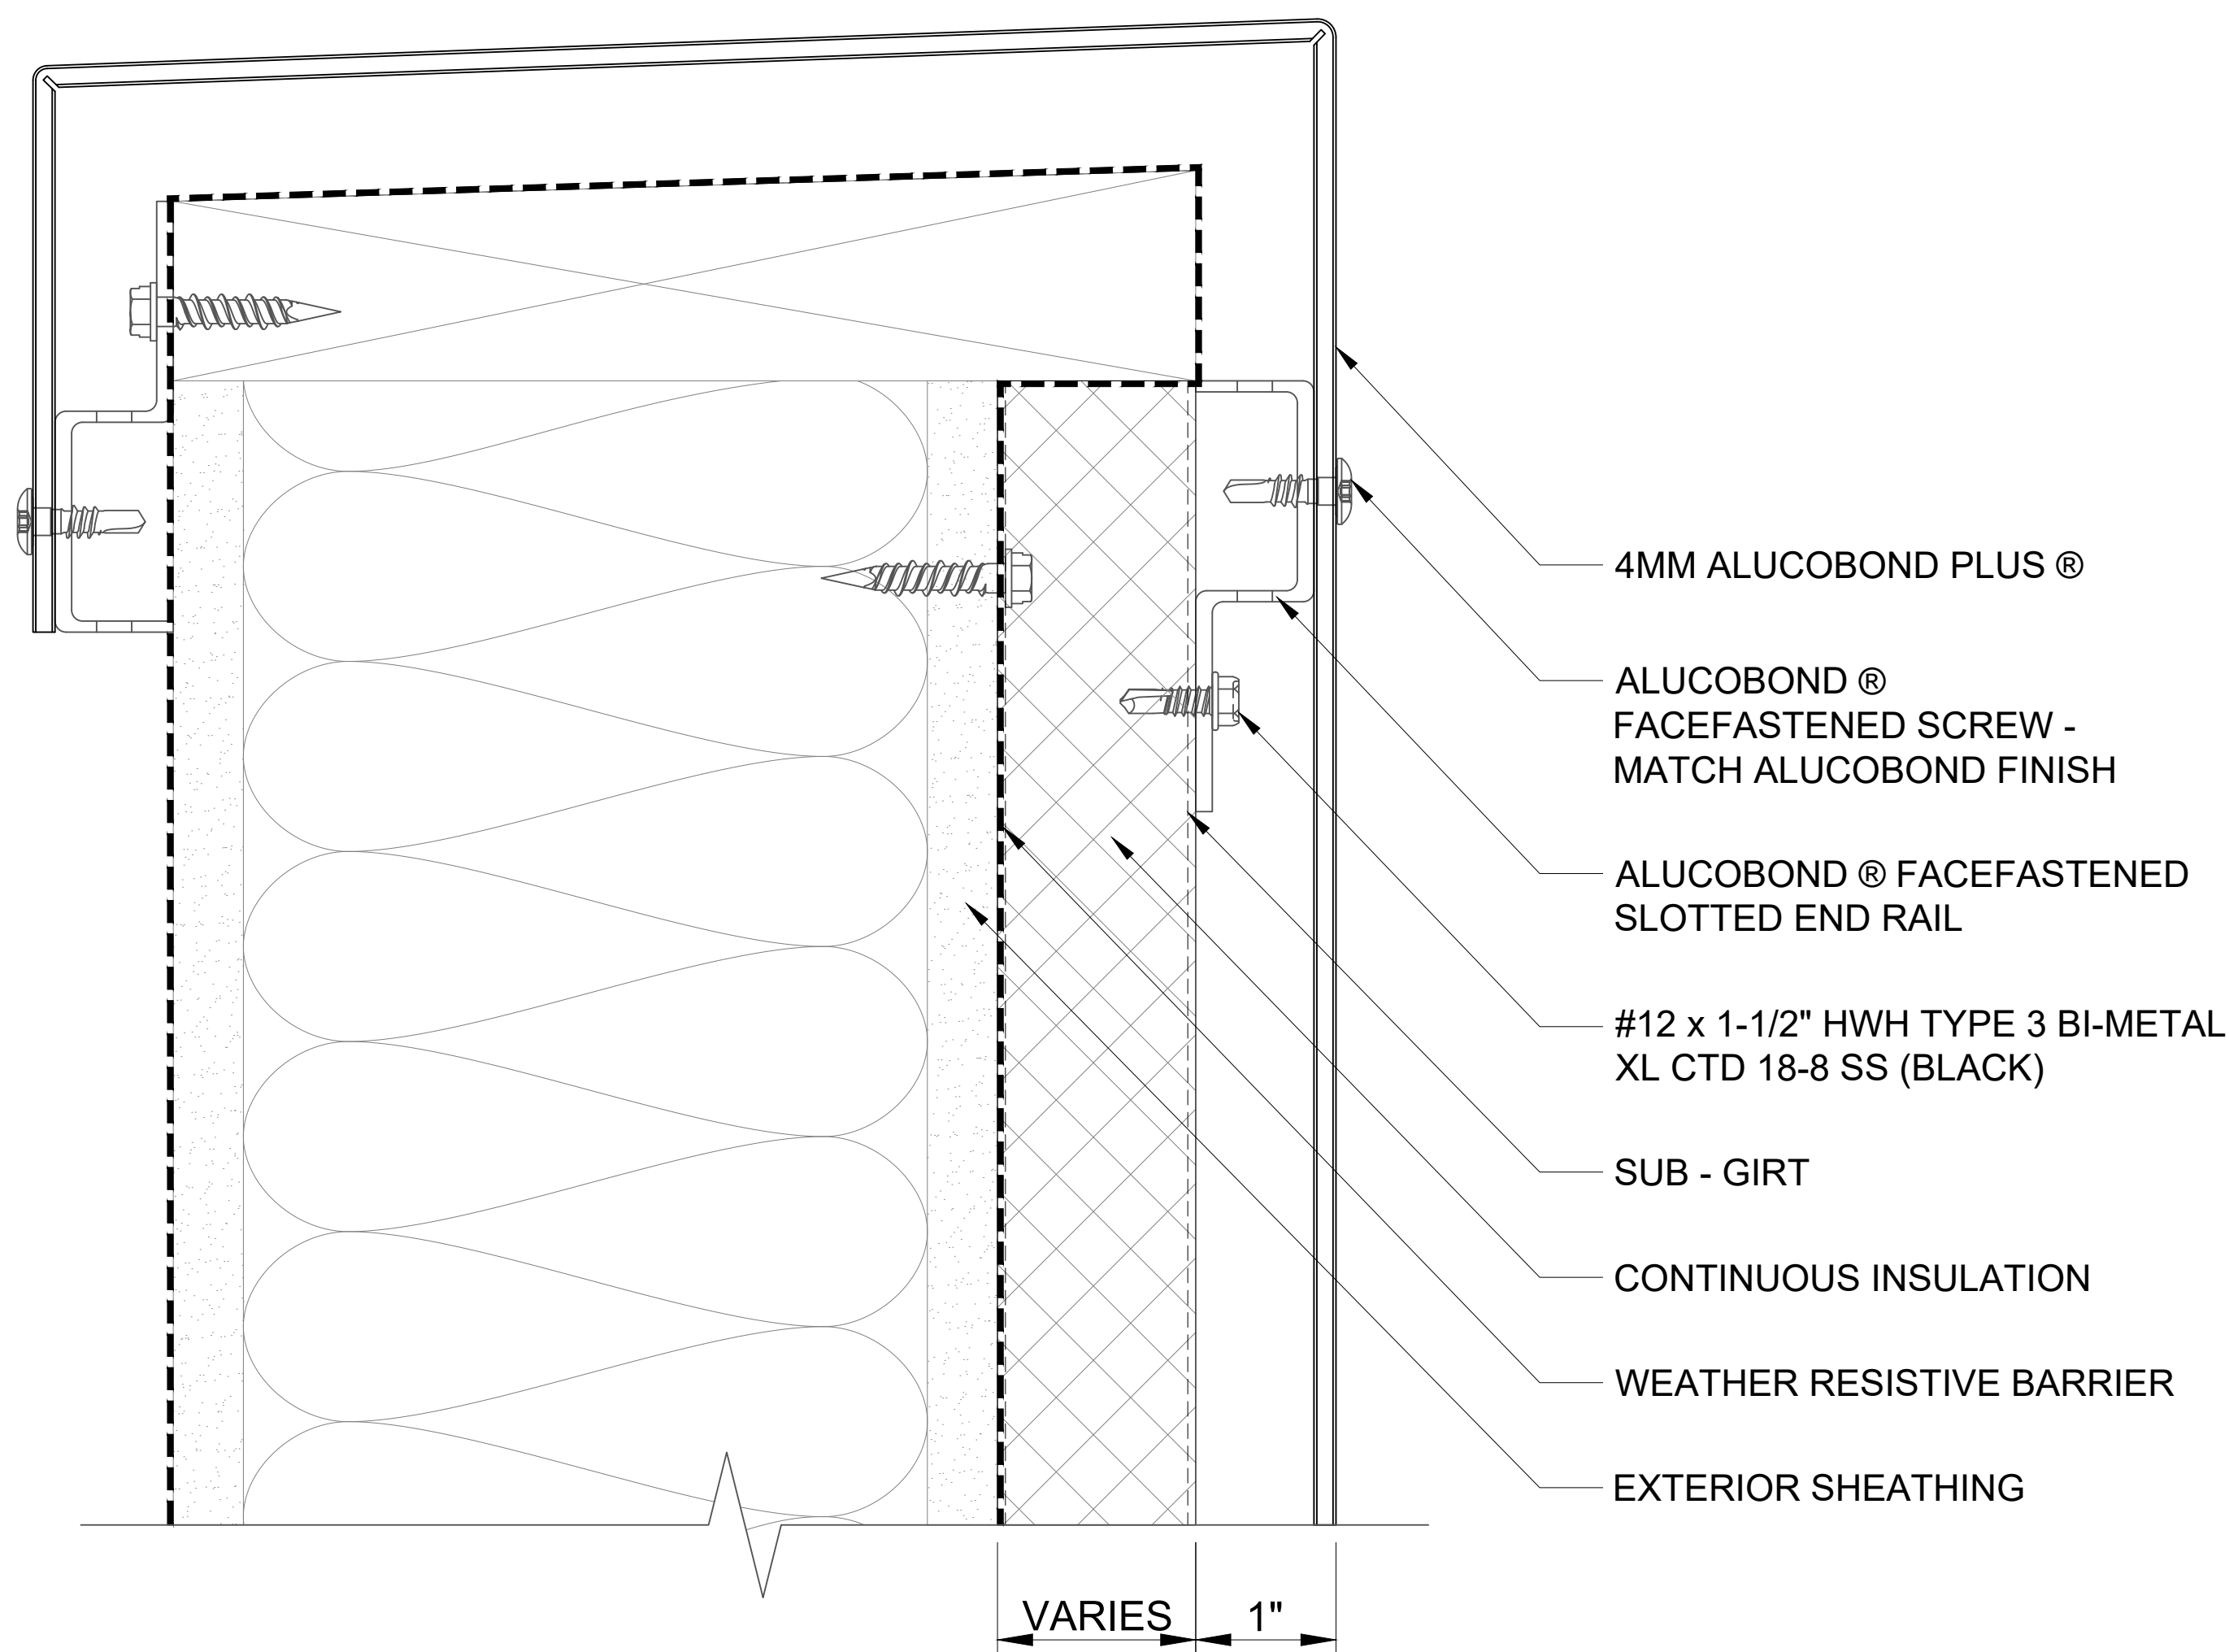 4MM ALUCOBOND PLUS ®
ALUCOBOND ®
FACEFASTENED SCREW -
MATCH ALUCOBOND FINISH
ALUCOBOND ® FACEFASTENED
SLOTTED END RAIL
#12 x 1-1/2" HWH TYPE 3 BI-METAL
XL CTD 18-8 SS (BLACK)
SUB - GIRT
CONTINUOUS INSULATION
WEATHER RESISTIVE BARRIER
EXTERIOR SHEATHING
VARIES 1"